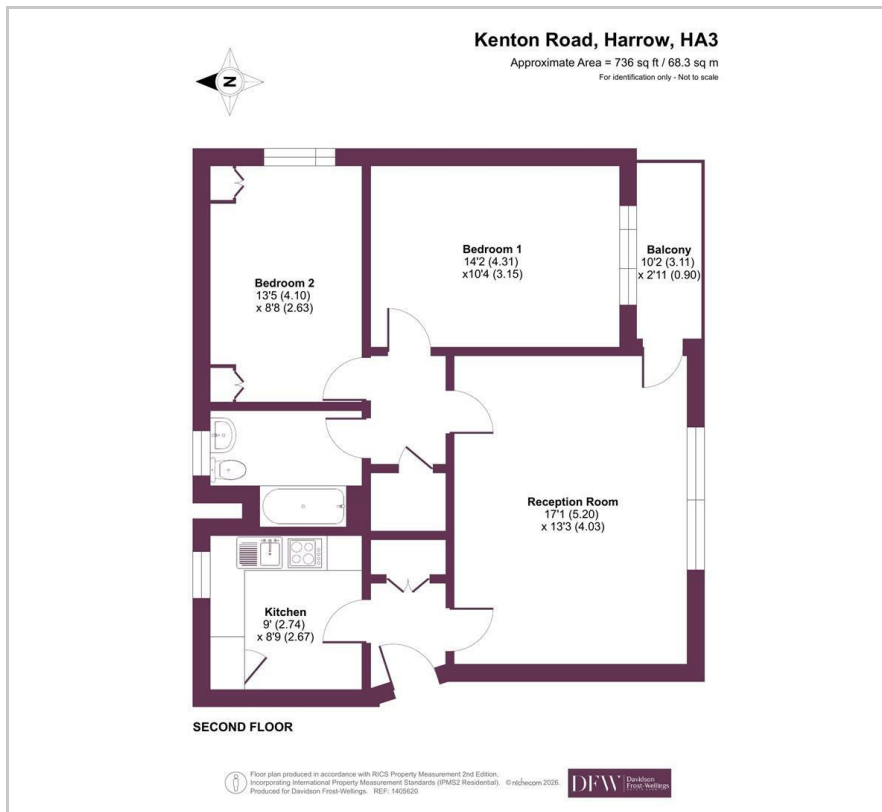 Kenton Road, Harrow, HA3
Approximate Area = 736 sq ft / 68.3 sq m
For identification only - Not to scale
N
Bedroom 1
14'2 (4.31)
x10'4 (3.15)
Balcony
10'2 (3.11)
x 2'11 (0.90)
Bedroom 2
13'5 (4.10)
x 8'8 (2.63)
Reception Room
17'1 (5.20)
x 13'3 (4.03)
Kitchen
9' (2.74)
x 8'9 (2.67)
SECOND FLOOR
Floor plan produced in accordance with RICS Property Measurement 2nd Edition.
Incorporating International Property Measurement Standards (IPMS2 Residential). © nichecom 2026.
Produced for Davidson Frost-Wellings. REF: 1405620
DFW
Davidson
Frost-Wellings